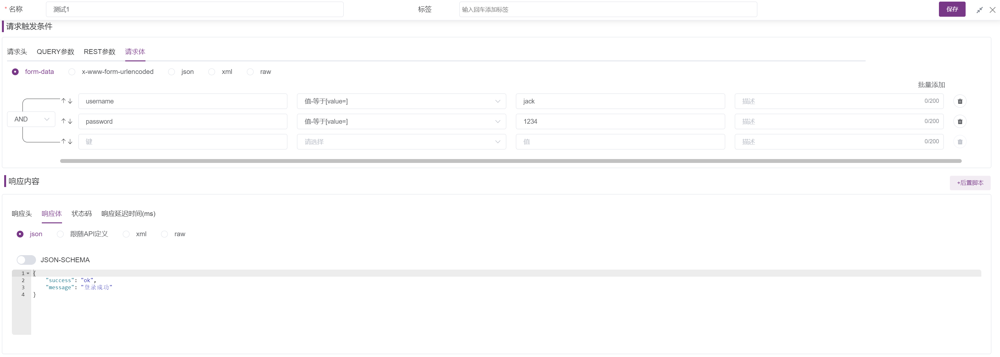 * 名称 测试1 标签 输入回车添加标签 保存
请求触发条件
请求头 QUERY参数 REST参数 请求体
form-data x-www-form-urlencoded json xml raw
批量添加
username 值-等于[value=] jack 描述 0/200
AND
password 值-等于[value=] 1234 描述 0/200
键 请选择 值 描述 0/200
响应内容 +后置脚本
响应头 响应体 状态码 响应延迟时间(ms)
json 跟随API定义 xml raw
JSON-SCHEMA
1 {
2 "success": "ok",
3 "message": "登录成功"
4 }